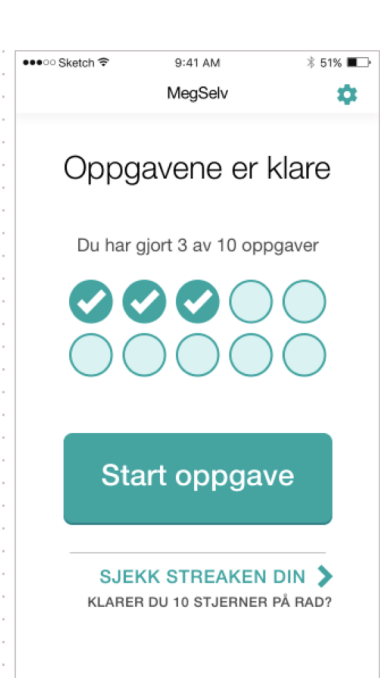 Sketch 9:41 AM 51%
MegSelv
Oppgavene er klare
Du har gjort 3 av 10 oppgaver
Start oppgave
SJEKK STREAKEN DIN
KLARER DU 10 STJERNER PÅ RAD?